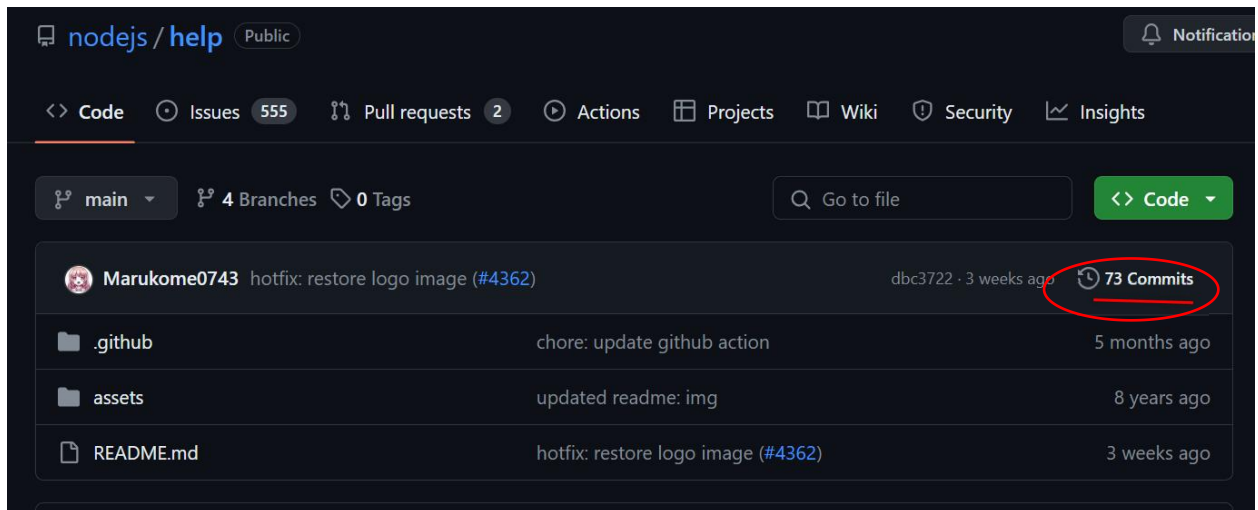 nodejs / help Public Notification
Code Issues 555 Pull requests 2 Actions Projects Wiki Security Insights
main 4 Branches 0 Tags Go to file Code
Marukome0743 hotfix: restore logo image (#4362) dbc3722 · 3 weeks ago 73 Commits
.github chore: update github action 5 months ago
assets updated readme: img 8 years ago
README.md hotfix: restore logo image (#4362) 3 weeks ago